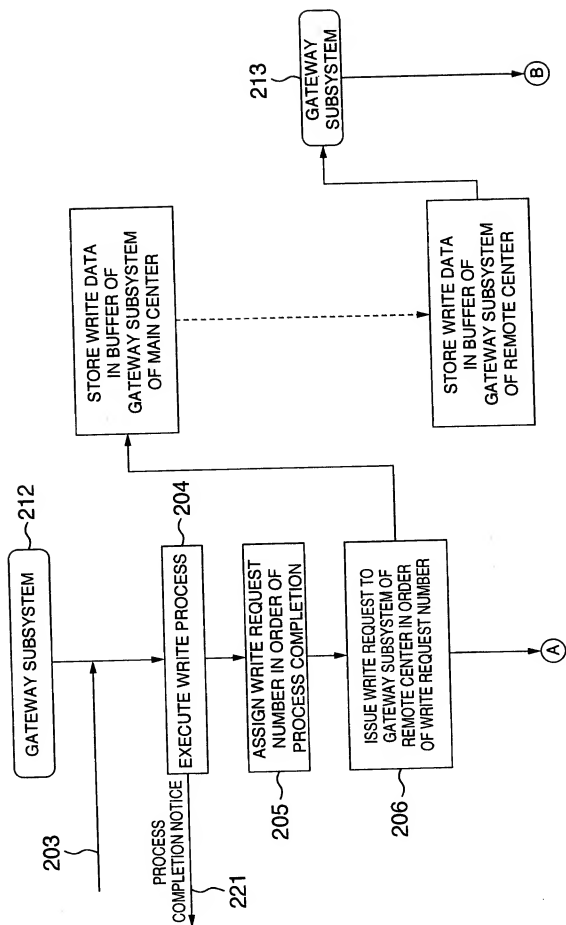 212
GATEWAY SUBSYSTEM
203
204
EXECUTE WRITE PROCESS
PROCESS
COMPLETION NOTICE
221
ASSIGN WRITE REQUEST
NUMBER IN ORDER OF
PROCESS COMPLETION
205
ISSUE WRITE REQUEST TO
GATEWAY SUBSYSTEM OF
REMOTE CENTER IN ORDER
OF WRITE REQUEST NUMBER
206
A
STORE WRITE DATA
IN BUFFER OF
GATEWAY SUBSYSTEM
OF MAIN CENTER
STORE WRITE DATA
IN BUFFER OF
GATEWAY SUBSYSTEM
OF REMOTE CENTER
213
GATEWAY
SUBSYSTEM
B